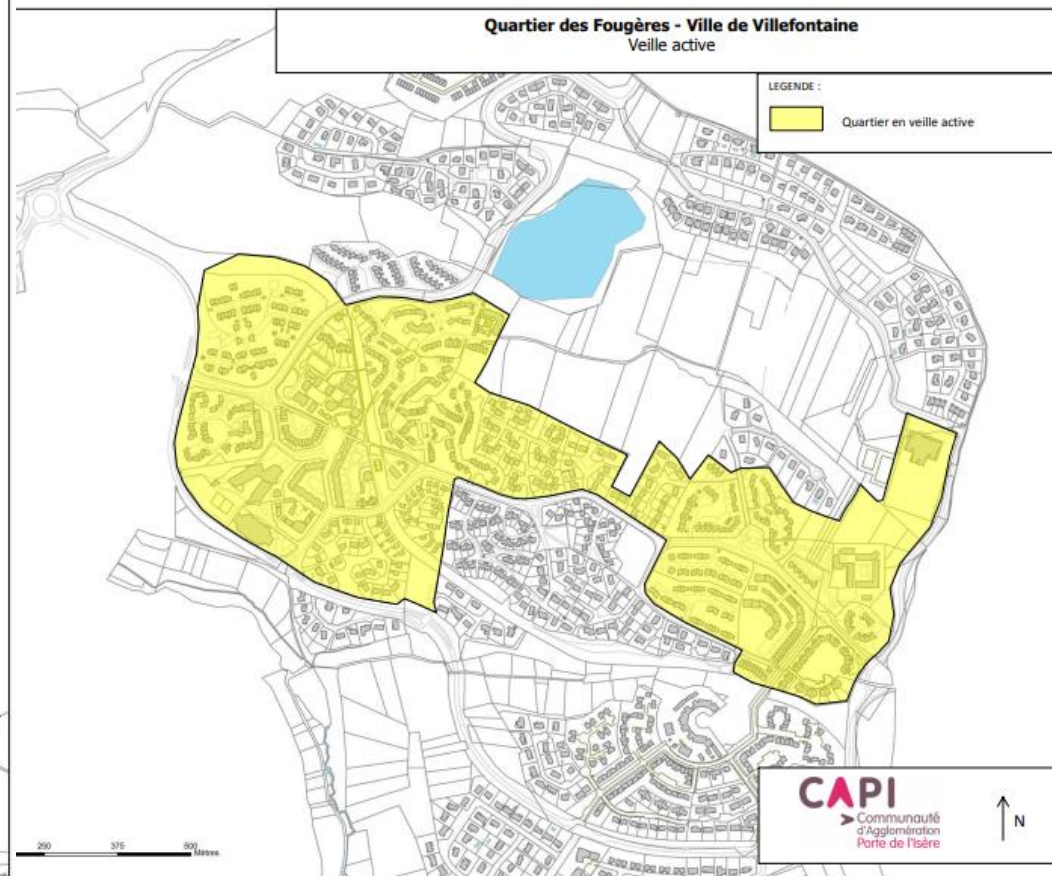 Quartier des Fougères - Ville de Villefontaine
Veille active
LEGENDE :
Quartier en veille active
CAPI
Communauté
d'Agglomération
Porte de l'Isère
N
250 375 500
Mètres